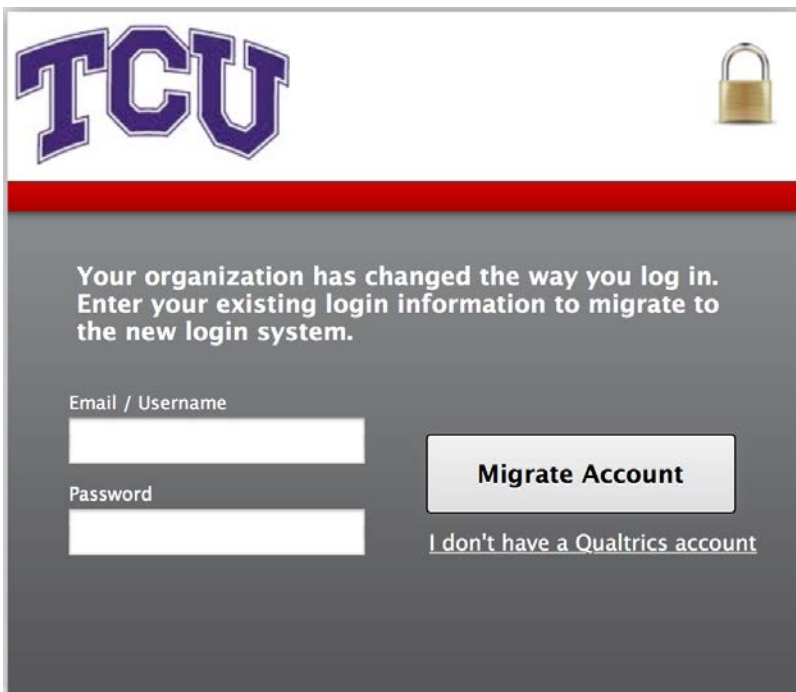 TCU
Your organization has changed the way you log in.
Enter your existing login information to migrate to
the new login system.
Email / Username
Migrate Account
Password
I don't have a Qualtrics account